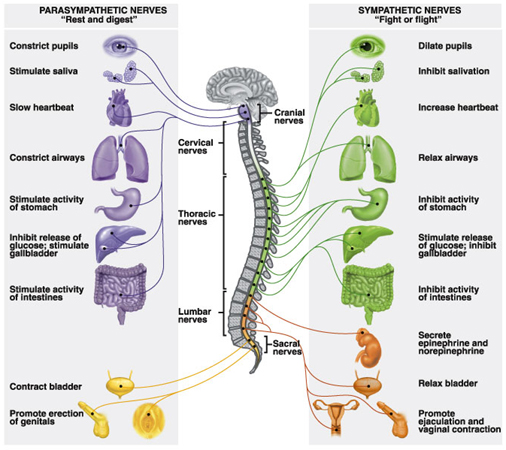 PARASYMPATHETIC NERVES
"Rest and digest"
Constrict pupils
Stimulate saliva
Slow heartbeat
Constrict airways
Stimulate activity
of stomach
Inhibit release of
glucose; stimulate
gallbladder
Stimulate activity
of intestines
Contract bladder
Promote erection
of genitals
Cranial
nerves
Cervical
nerves
Thoracic
nerves
Lumbar
nerves
Sacral
nerves
SYMPATHETIC NERVES
"Fight or flight"
Dilate pupils
Inhibit salivation
Increase heartbeat
Relax airways
Inhibit activity
of stomach
Stimulate release
of glucose; inhibit
gallbladder
Inhibit activity
of intestines
Secrete
epinephrine and
norepinephrine
Relax bladder
Promote
ejaculation and
vaginal contraction